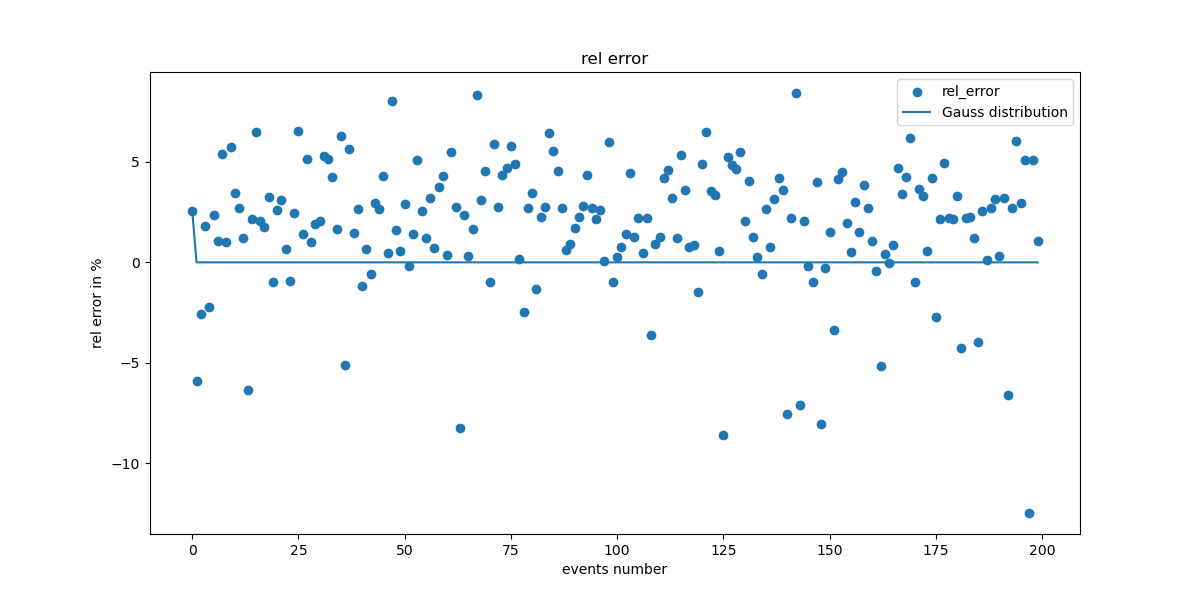 rel error
rel_error
Gauss distribution
rel error in %
5
0
−5
−10
0
25
50
75
100
125
150
175
200
events number